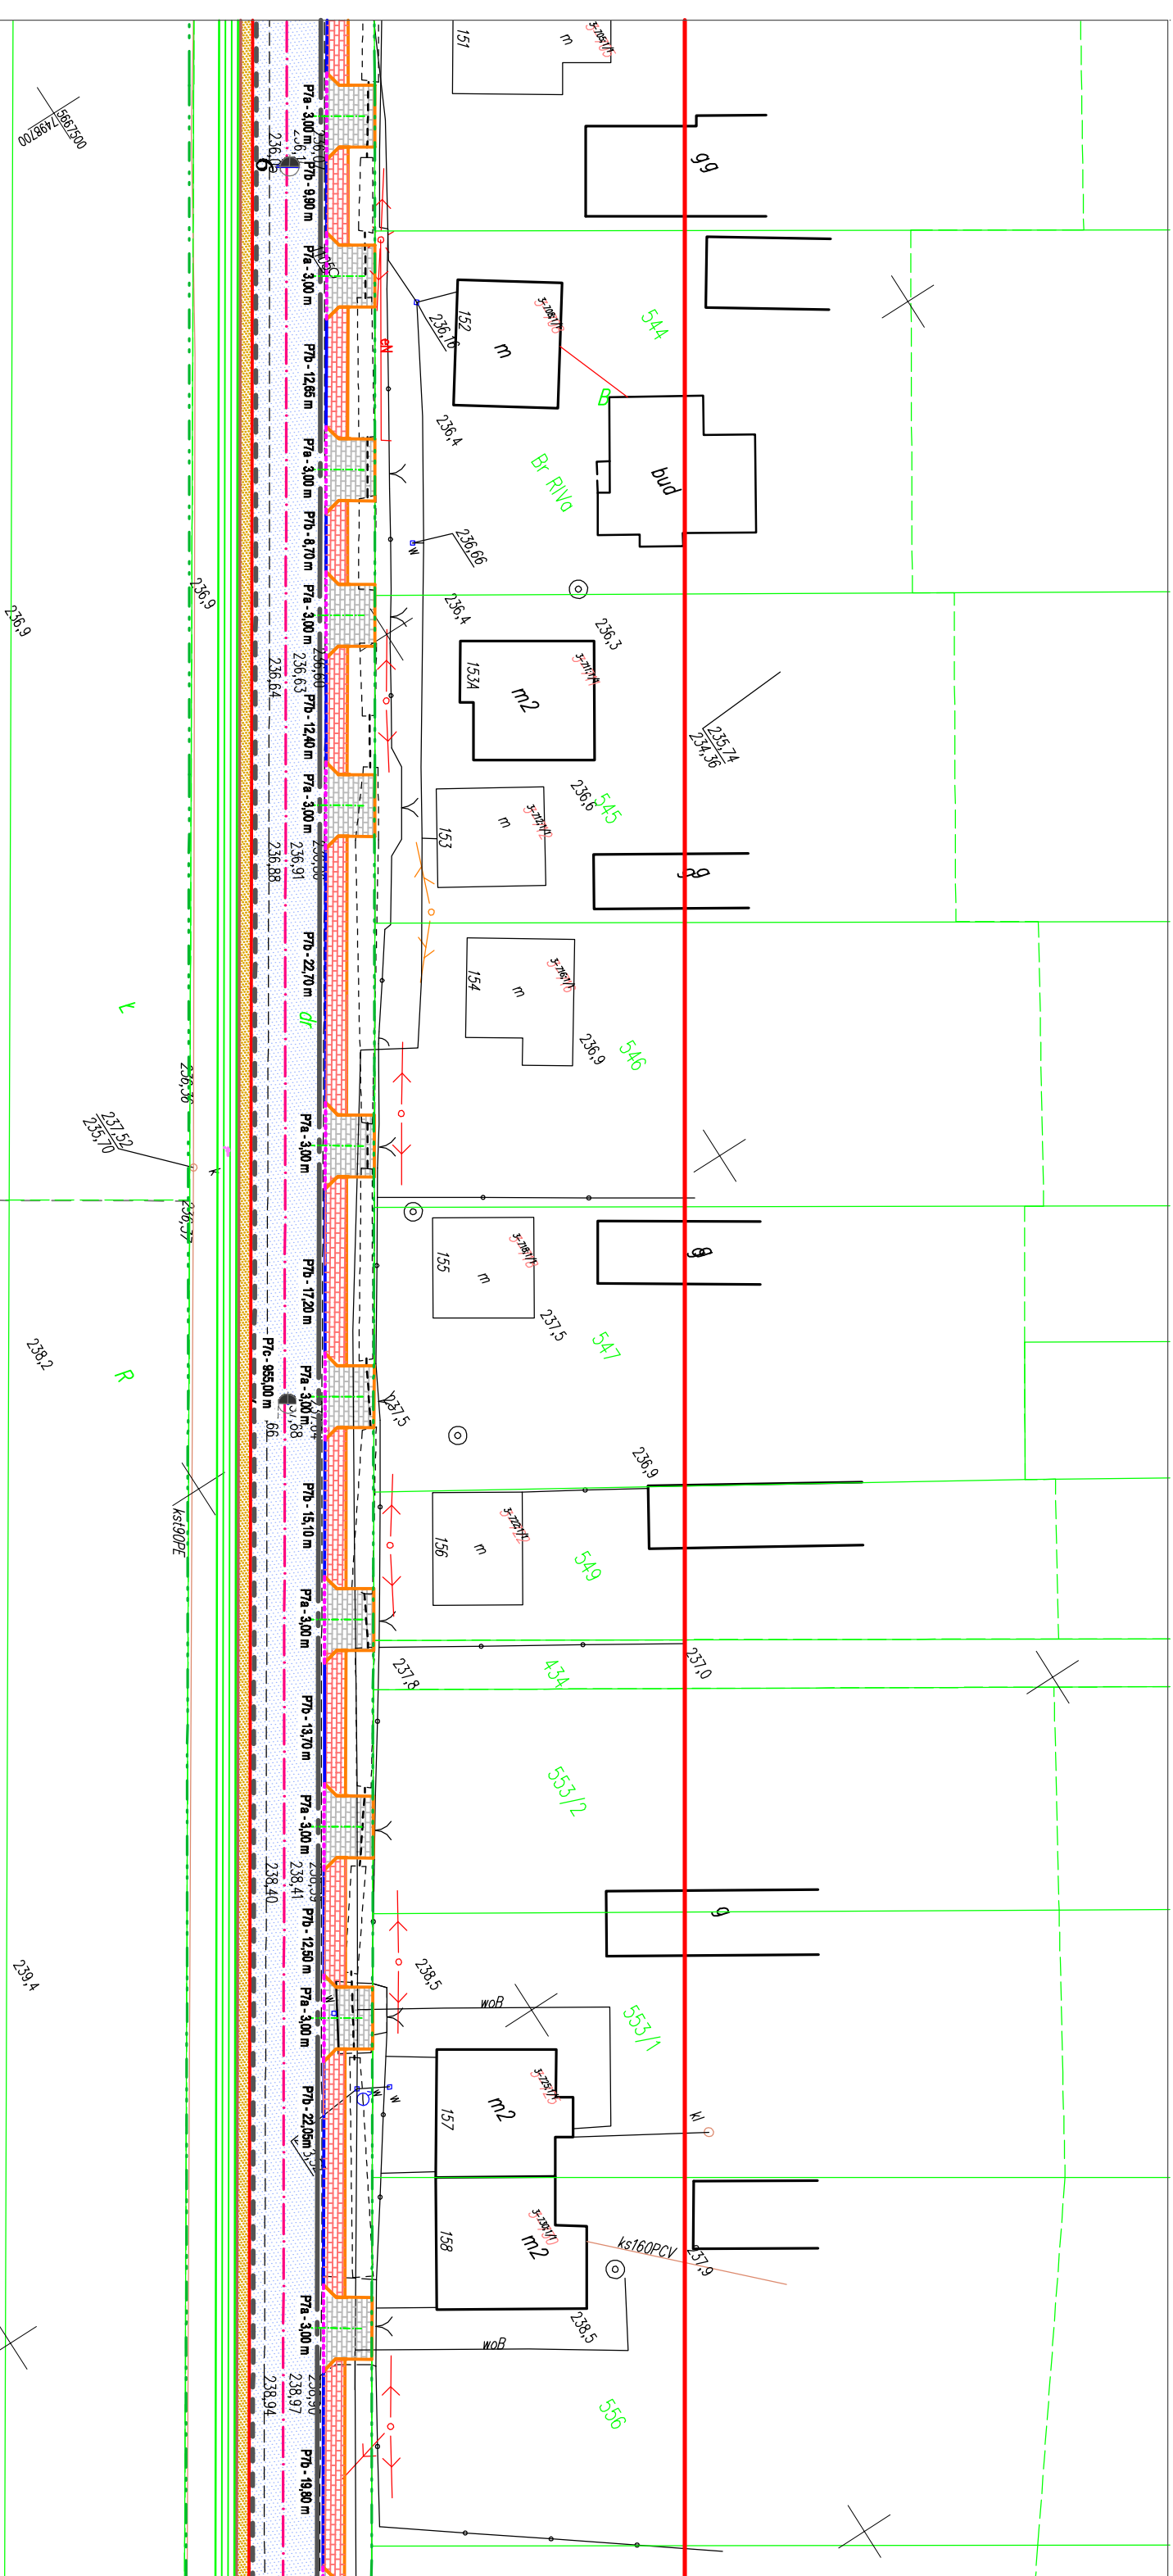 151
m
5667500
7498700
P7a - 3,00 m
gg
6
P7b - 9,90 m
P7a - 3,00 m
152
m
236,16
544
eN
P7b - 12,65 m
B
236,4
Br RIVa
bud
P7a - 3,00 m
P7b - 8,70 m
w
236,66
236,9
236,9
P7a - 3,00 m
236,4
236,3
153A
m2
236,64
236,63
P7b - 12,40 m
235,74
234,36
P7a - 3,00 m
236,6
545
153
m
236,88
236,91
P7b - 22,70 m
154
m
Ł
dr
236,9
546
237,52
235,70
P7a - 3,00 m
k
236,37
155
m
P7b - 17,20 m
237,5
547
238,2
R
P7c - 955,00 m
P7a - 3,00 m
237,5
236,9
kst90PE
P7b - 15,10 m
156
m
549
P7a - 3,00 m
237,8
434
237,0
P7b - 13,70 m
553/2
P7a - 3,00 m
238,40
238,41
P7b - 12,50 m
g
239,4
238,5
P7a - 3,00 m
w
woB
553/1
P7b - 22,05m
w
w
157
m2
kl
158
m2
ks160PCV
237,9
P7a - 3,00 m
238,5
woB
238,94
238,97
556
P7b - 19,80 m